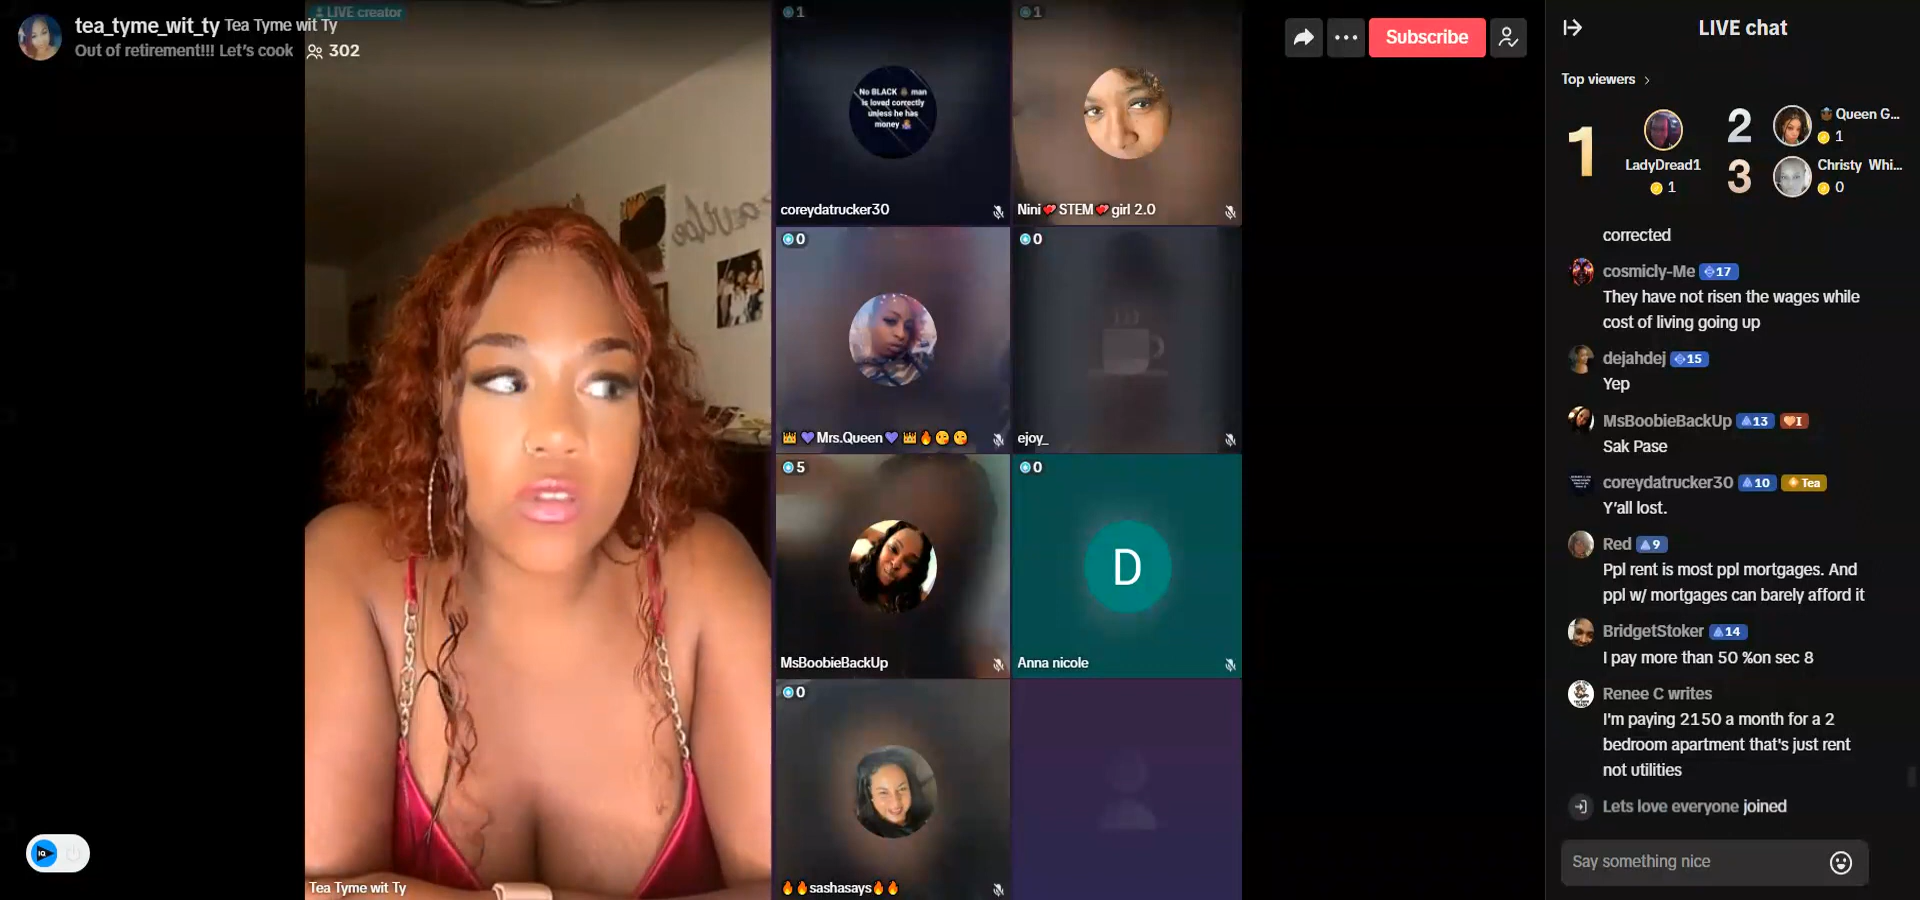 tea_tyme_wit_ty Tea Tyme wit Ty
Out of retirement!!! Let's cook
LIVE creator
302
1
No BLACK 👨🏿 man
is loved correctly
unless he has
money
coreydatrucker30
1
Nini❤️STEM❤️girl 2.0
0
👑💜Mrs.Queen💜👑🔥😘😘
0
ejoy_
5
MsBoobieBackUp
0
D
Anna nicole
0
🔥🔥sashasays🔥🔥
Tea Tyme wit Ty
Subscribe
LIVE chat
Top viewers >
1
LadyDread1
1
2
Queen G...
1
3
Christy Whi...
0
corrected
cosmicly-Me 17
They have not risen the wages while
cost of living going up
dejahdej 15
Yep
MsBoobieBackUp 13 I
Sak Pase
coreydatrucker30 10 Tea
Y'all lost.
Red 9
Ppl rent is most ppl mortgages. And
ppl w/ mortgages can barely afford it
BridgetStoker 14
I pay more than 50 %on sec 8
Renee C writes
I'm paying 2150 a month for a 2
bedroom apartment that's just rent
not utilities
Lets love everyone joined
Say something nice